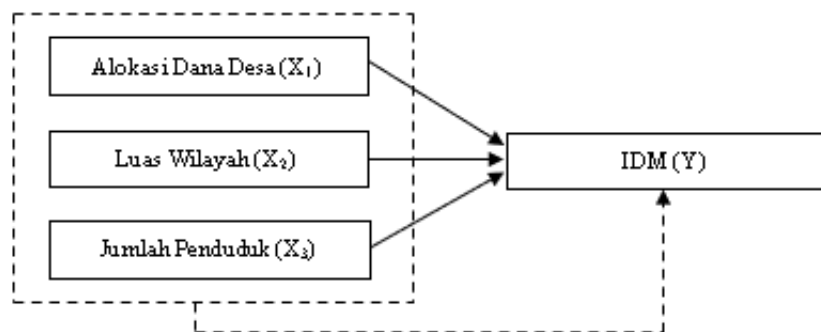 Alokasi Dana Desa (X₁)
Luas Wilayah (X₂)
IDM (Y)
Jumlah Penduduk (X₃)